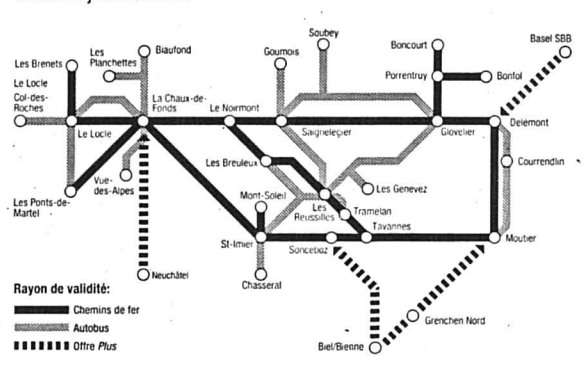 Basel SBB
Soubey
Les
Planchettes
Biaufond
Goumois
Boncourt
Les Brenets
Porrentruy
Bonfol
Le Locle
Col-des-
Roches
La Chaux-de-
Fonds
Le Noirmont
Le Locle
Saignelégier
Glovelier
Delémont
Les Breuleux
Courrendlin
Vue-
des-Alpes
Les Genevez
Les Ponts-de-
Martel
Mont-Soleil
Les
Reussilles
Tramelan
Tavannes
St-Imier
Sonceboz
Moutier
Neuchâtel
Chasseral
Rayon de validité:
Chemins de fer
Autobus
Offre Plus
Grenchen Nord
Biel/Bienne